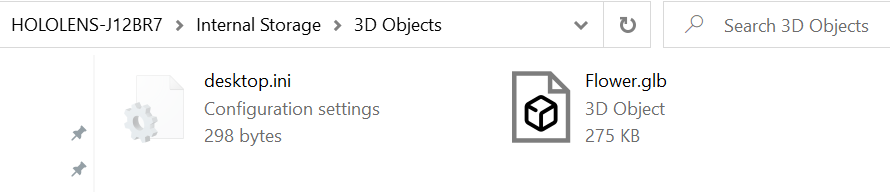 HOLOLENS-J12BR7 > Internal Storage > 3D Objects
Search 3D Objects
desktop.ini
Configuration settings
298 bytes
Flower.glb
3D Object
275 KB